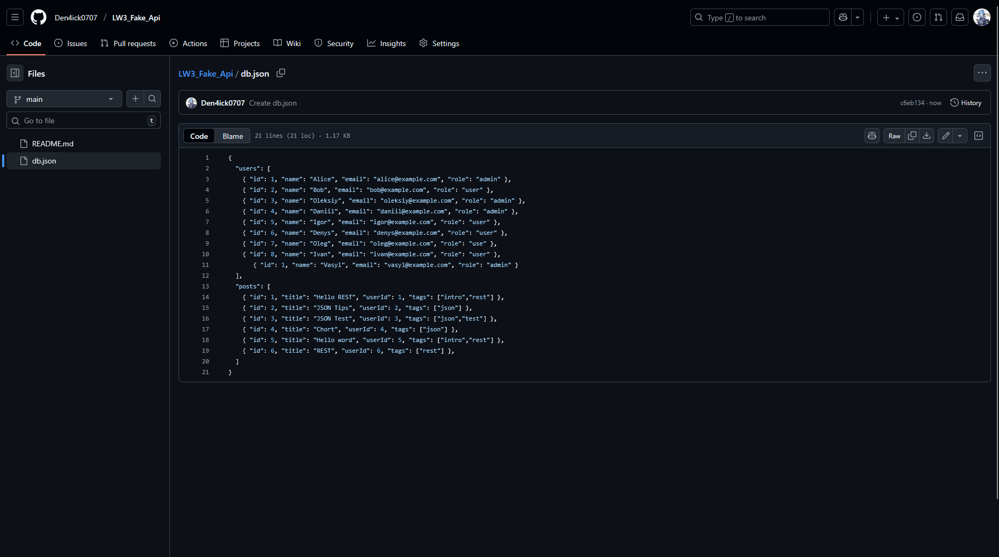 Den4ick0707 / LW3_Fake_Api
Type / to search
Code
Issues
Pull requests
Actions
Projects
Wiki
Security
Insights
Settings
Files
main
Go to file
t
README.md
db.json
LW3_Fake_Api / db.json
Den4ick0707 Create db.json
c6eb134 · now
History
Code
Blame
21 lines (21 loc) · 1.17 KB
Raw
1 {
2 "users": [
3 { "id": 1, "name": "Alice", "email": "alice@example.com", "role": "admin" },
4 { "id": 2, "name": "Bob", "email": "bob@example.com", "role": "user" },
5 { "id": 3, "name": "Oleksiy", "email": "oleksiy@example.com", "role": "admin" },
6 { "id": 4, "name": "Daniil", "email": "daniil@example.com", "role": "admin" },
7 { "id": 5, "name": "Igor", "email": "igor@example.com", "role": "user" },
8 { "id": 6, "name": "Denys", "email": "denys@example.com", "role": "user" },
9 { "id": 7, "name": "Oleg", "email": "oleg@example.com", "role": "use" },
10 { "id": 8, "name": "Ivan", "email": "ivan@example.com", "role": "user" },
11 { "id": 1, "name": "Vasyl", "email": "vasyl@example.com", "role": "admin" }
12 ],
13 "posts": [
14 { "id": 1, "title": "Hello REST", "userId": 1, "tags": ["intro","rest"] },
15 { "id": 2, "title": "JSON Tips", "userId": 2, "tags": ["json"] },
16 { "id": 3, "title": "JSON Test", "userId": 3, "tags": ["json","test"] },
17 { "id": 4, "title": "Chort", "userId": 4, "tags": ["json"] },
18 { "id": 5, "title": "Hello word", "userId": 5, "tags": ["intro","rest"] },
19 { "id": 6, "title": "REST", "userId": 6, "tags": ["rest"] },
20 ]
21 }